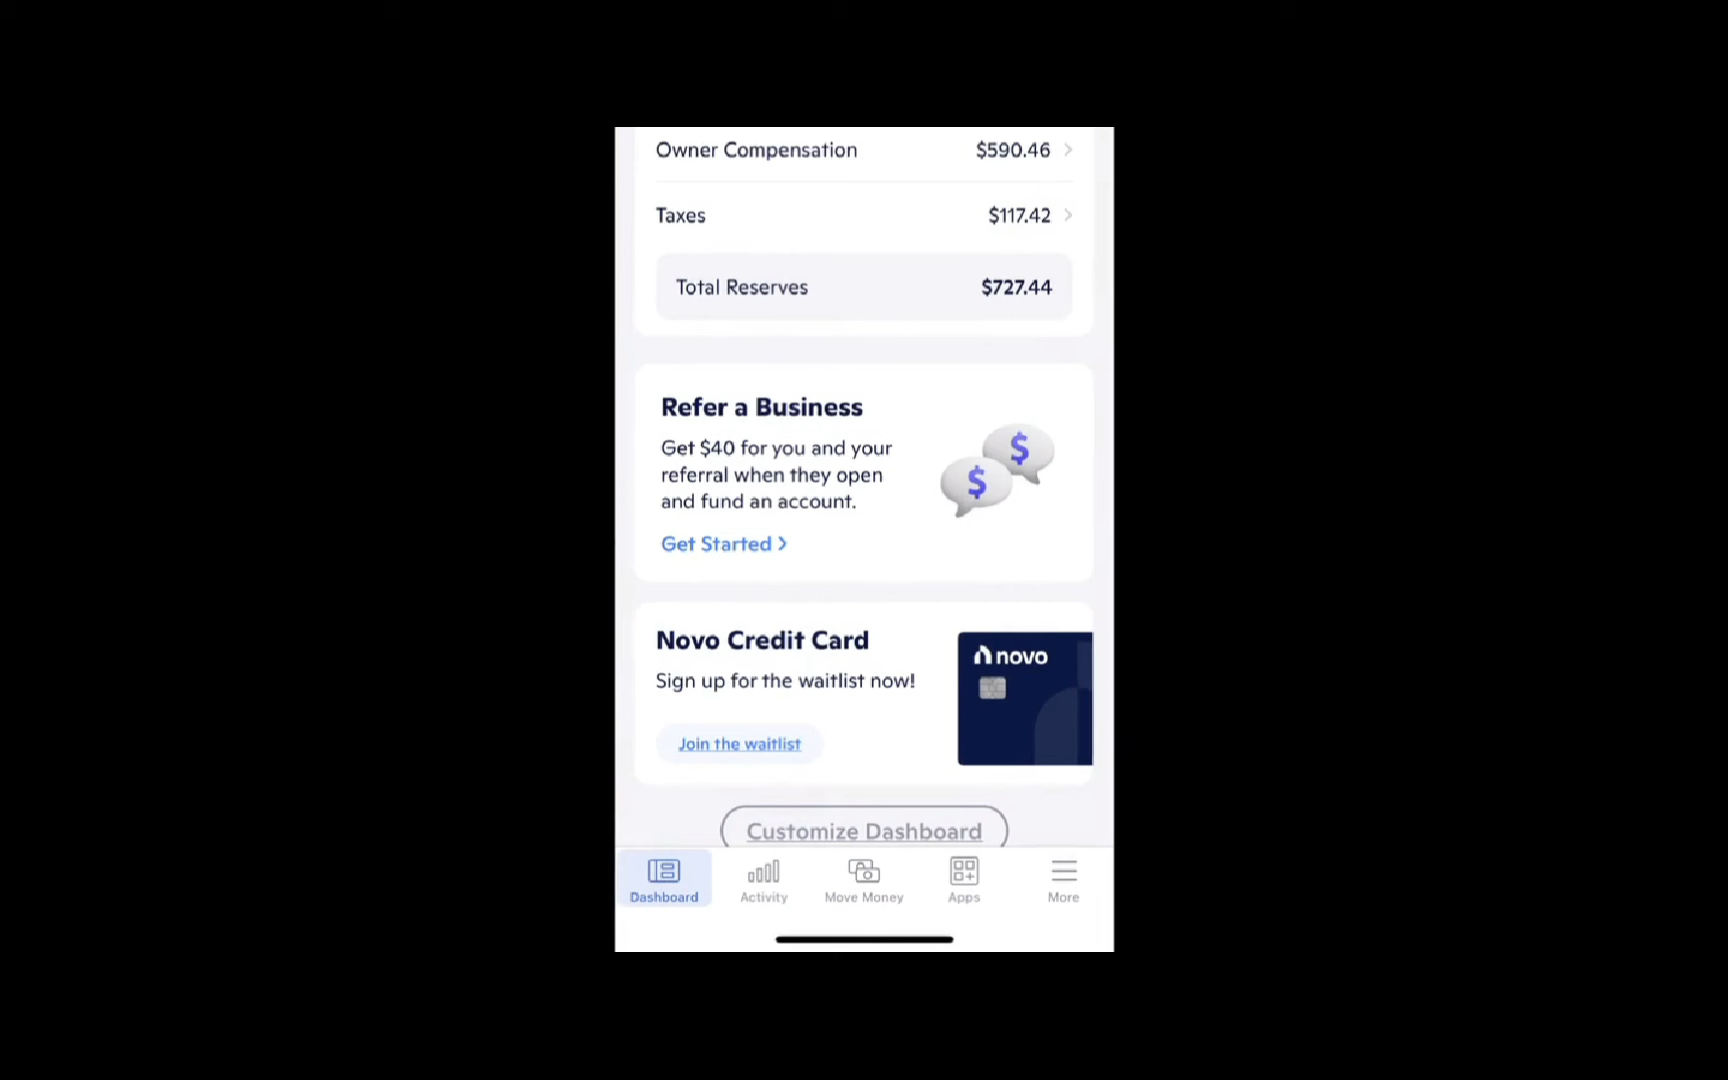 Owner Compensation $590.46
Taxes $117.42
Total Reserves $727.44
Refer a Business
Get $40 for you and your
referral when they open
and fund an account.
$
$
Get Started
Novo Credit Card
Sign up for the waitlist now!
Join the waitlist
novo
Customize Dashboard
Dashboard Activity Move Money Apps More